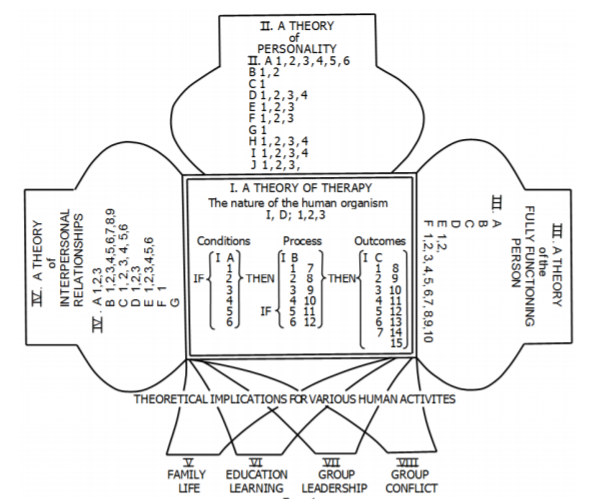 II. A THEORY
of
PERSONALITY
II. A 1,2,3,4,5,6
B 1,2
C 1
D 1,2,3,4
E 1,2,3
F 1,2,3
G 1
H 1,2,3,4
I 1,2,3,4
J 1,2,3,
I. A THEORY OF THERAPY
The nature of the human organism
I, D; 1,2,3
Conditions Process Outcomes
I A I B I C
1 1 7 1 8 9
IF 2 THEN 2 8 THEN 2 9
3 3 9 3 10
4 4 10 4 11
5 IF 5 11 5 12
6 6 12 6 13
7 14
15
IV. A THEORY
of
INTERPERSONAL
RELATIONSHIPS
IV. A 1,2,3
B 1,2,3,4,5,6,7,8,9
C 1,2,3,4,5,6
D 1,2,3
E 1,2,3,4,5,6
F 1
G
III. A THEORY
of the
FULLY FUNCTIONING
PERSON
III. A
B
C
D
E 1,2,
F 1,2,3,4,5,6,7,8,9,10
THEORETICAL IMPLICATIONS FOR VARIOUS HUMAN ACTIVITES
V VI VII VIII
FAMILY EDUCATION GROUP GROUP
LIFE LEARNING LEADERSHIP CONFLICT